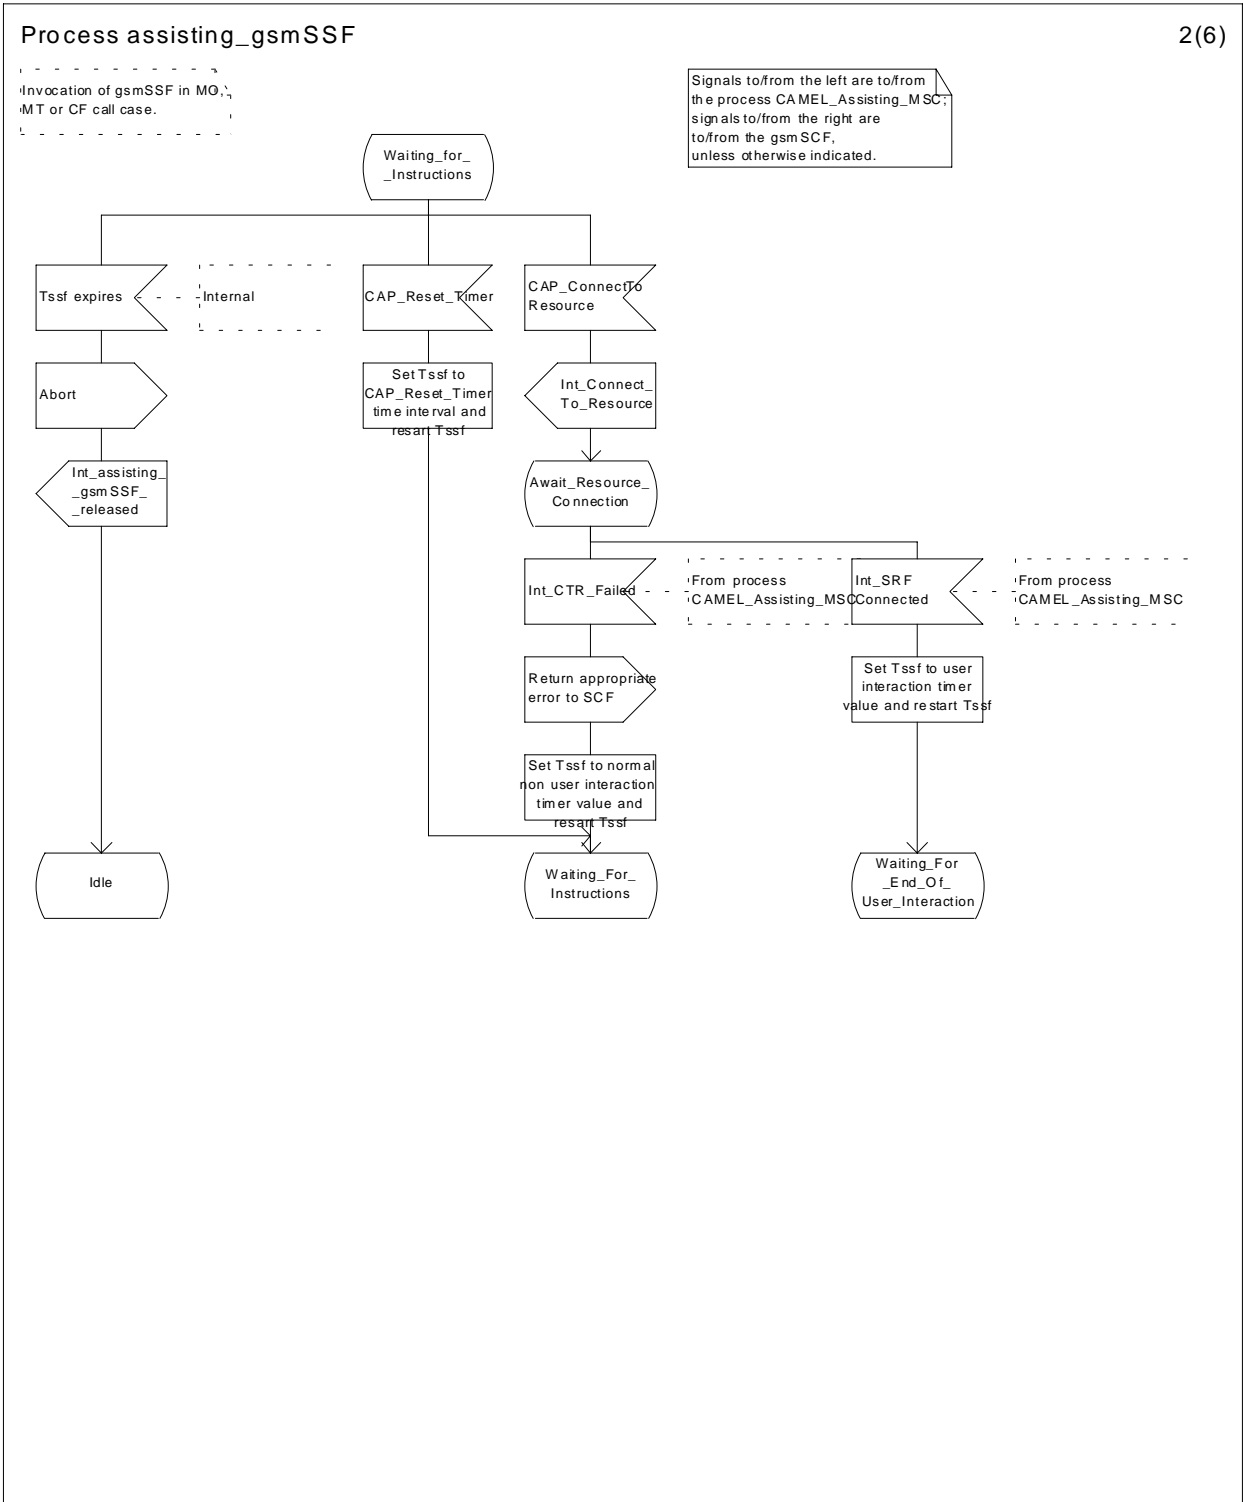 Process assisting_gsmSSF
2(6)
Invocation of gsmSSF in MO,
MT or CF call case.
Signals to/from the left are to/from
the process CAMEL_Assisting_MSC;
signals to/from the right are
to/from the gsmSCF,
unless otherwise indicated.
Waiting_for_
_Instructions
Tssf expires
Internal
CAP_Reset_Timer
CAP_ConnectTo
Resource
Abort
Set Tssf to
CAP_Reset_Timer
time interval and
resart Tssf
Int_Connect_
To_Resource
Int_assisting_
_gsmSSF_
_released
Await_Resource_
Connection
Int_CTR_Failed
From process
CAMEL_Assisting_MSC
Int_SRF
Connected
From process
CAMEL_Assisting_MSC
Return appropriate
error to SCF
Set Tssf to user
interaction timer
value and restart Tssf
Set Tssf to normal
non user interaction
timer value and
resart Tssf
Idle
Waiting_For_
Instructions
Waiting_For
_End_Of_
User_Interaction